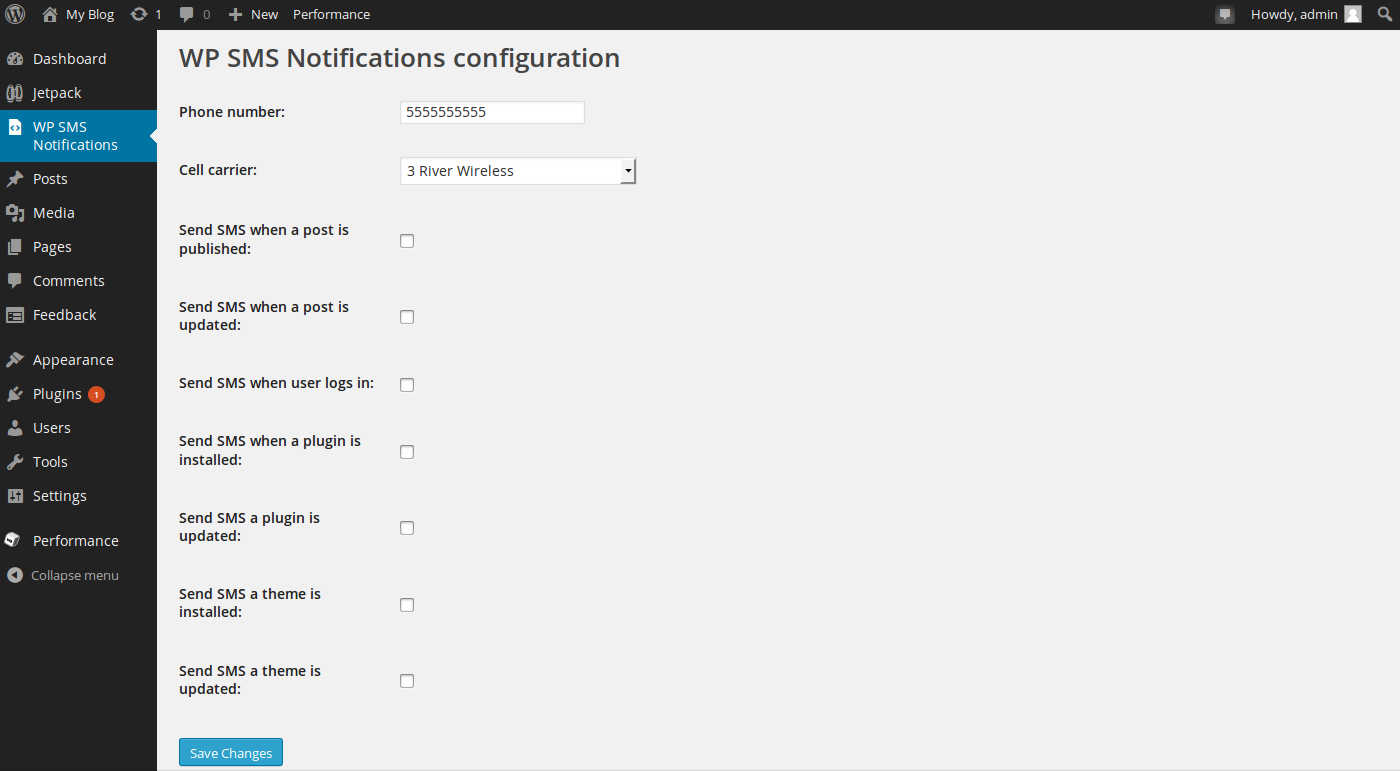 My Blog 1 0 New Performance Howdy, admin
Dashboard
Jetpack
WP SMS
Notifications
Posts
Media
Pages
Comments
Feedback
Appearance
Plugins 1
Users
Tools
Settings
Performance
Collapse menu
WP SMS Notifications configuration
Phone number: 5555555555
Cell carrier: 3 River Wireless
Send SMS when a post is
published:
Send SMS when a post is
updated:
Send SMS when user logs in:
Send SMS when a plugin is
installed:
Send SMS a plugin is
updated:
Send SMS a theme is
installed:
Send SMS a theme is
updated:
Save Changes